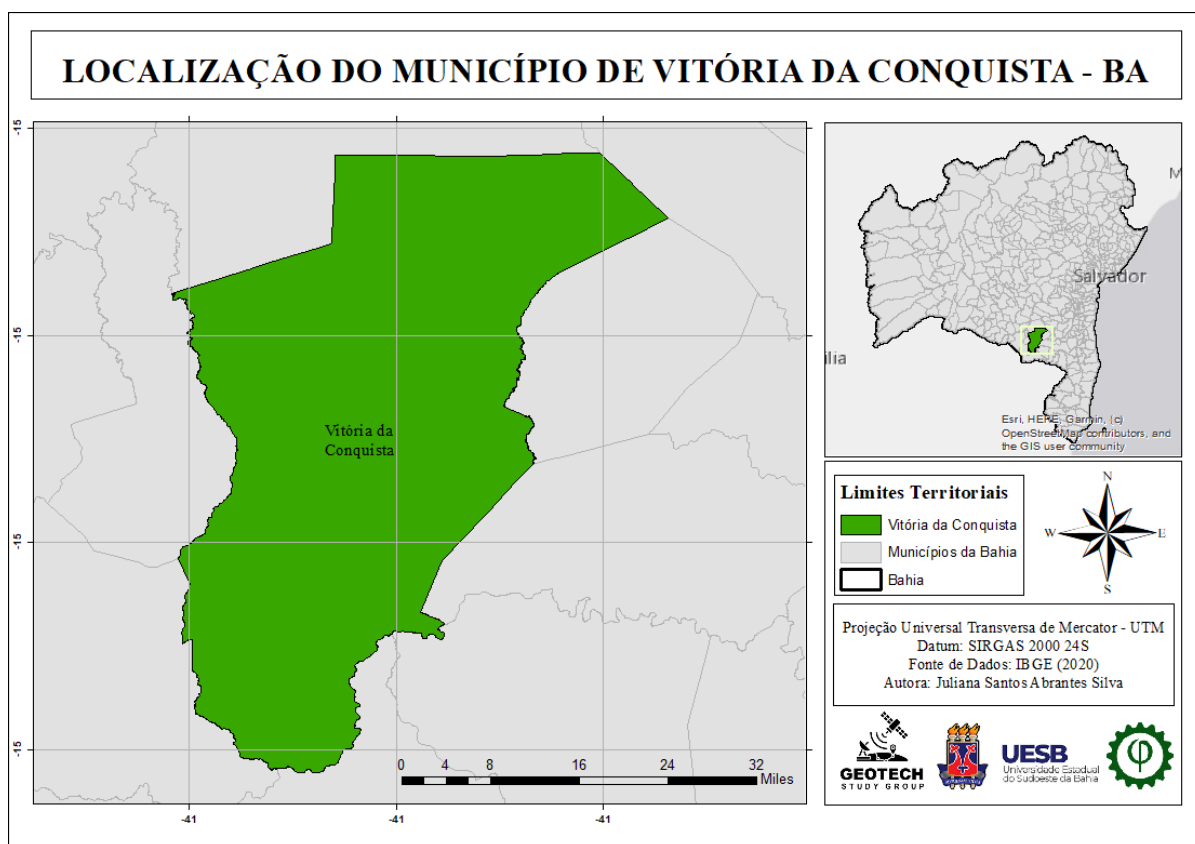 LOCALIZAÇÃO DO MUNICÍPIO DE VITÓRIA DA CONQUISTA - BA
-15
-15
-15
-15
-41
-41
-41
Vitória da
Conquista
0 4 8 16 24 32
Miles
M
Salvador
ilia
Esri, HERE, Garmin, (c)
OpenStreetMap contributors, and
the GIS user community
Limites Territoriais
Vitória da Conquista
Municípios da Bahia
Bahia
N
W
E
S
Projeção Universal Transversa de Mercator - UTM
Datum: SIRGAS 2000 24S
Fonte de Dados: IBGE (2020)
Autora: Juliana Santos Abrantes Silva
GEOTECH
STUDY GROUP
UESB
Universidade Estadual
do Sudoeste da Bahia